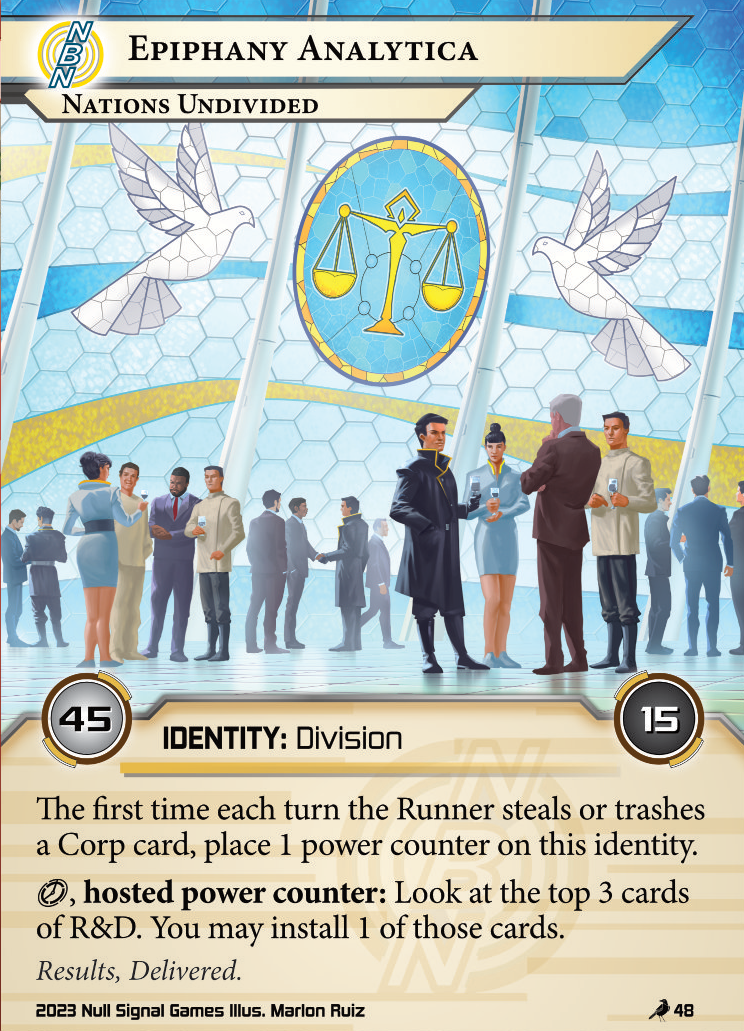 NBN
Epiphany Analytica
Nations Undivided
45
IDENTITY: Division
15
The first time each turn the Runner steals or trashes
a Corp card, place 1 power counter on this identity.
, hosted power counter: Look at the top 3 cards
of R&D. You may install 1 of those cards.
Results, Delivered.
2023 Null Signal Games Illus. Marlon Ruiz
48